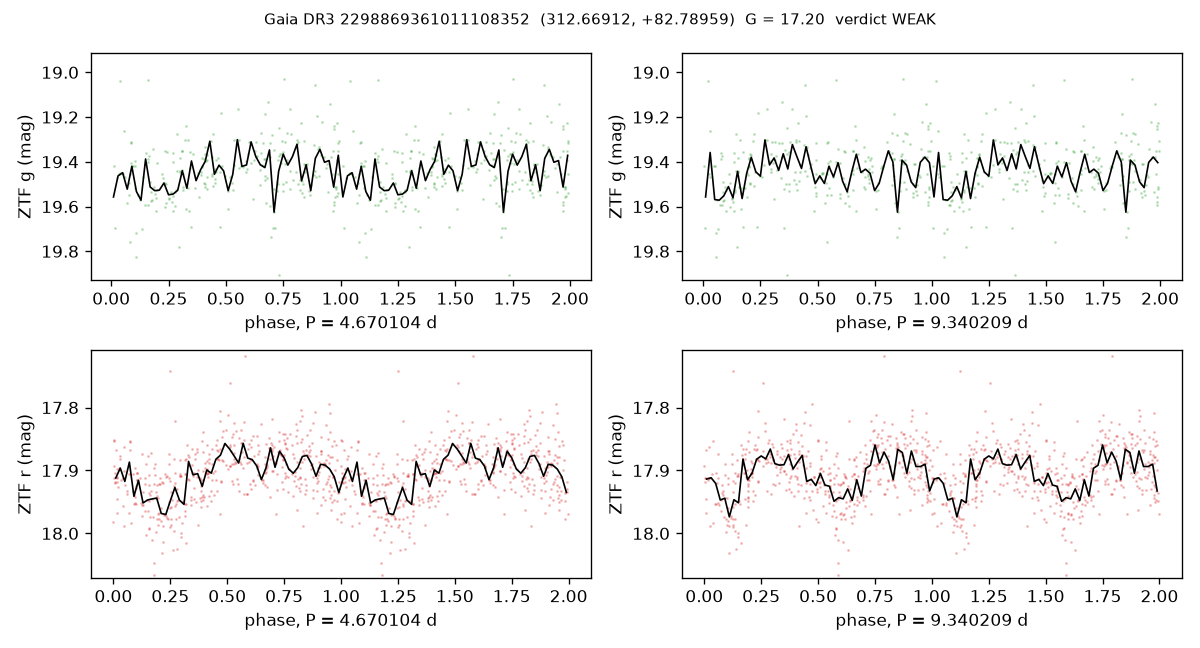 Gaia DR3 2298869361011108352 (312.66912, +82.78959) G = 17.20 verdict WEAK
ZTF g (mag)
19.0
19.2
19.4
19.6
19.8
0.00 0.25 0.50 0.75 1.00 1.25 1.50 1.75 2.00
phase, P = 4.670104 d
ZTF g (mag)
19.0
19.2
19.4
19.6
19.8
0.00 0.25 0.50 0.75 1.00 1.25 1.50 1.75 2.00
phase, P = 9.340209 d
ZTF r (mag)
17.8
17.9
18.0
0.00 0.25 0.50 0.75 1.00 1.25 1.50 1.75 2.00
phase, P = 4.670104 d
ZTF r (mag)
17.8
17.9
18.0
0.00 0.25 0.50 0.75 1.00 1.25 1.50 1.75 2.00
phase, P = 9.340209 d